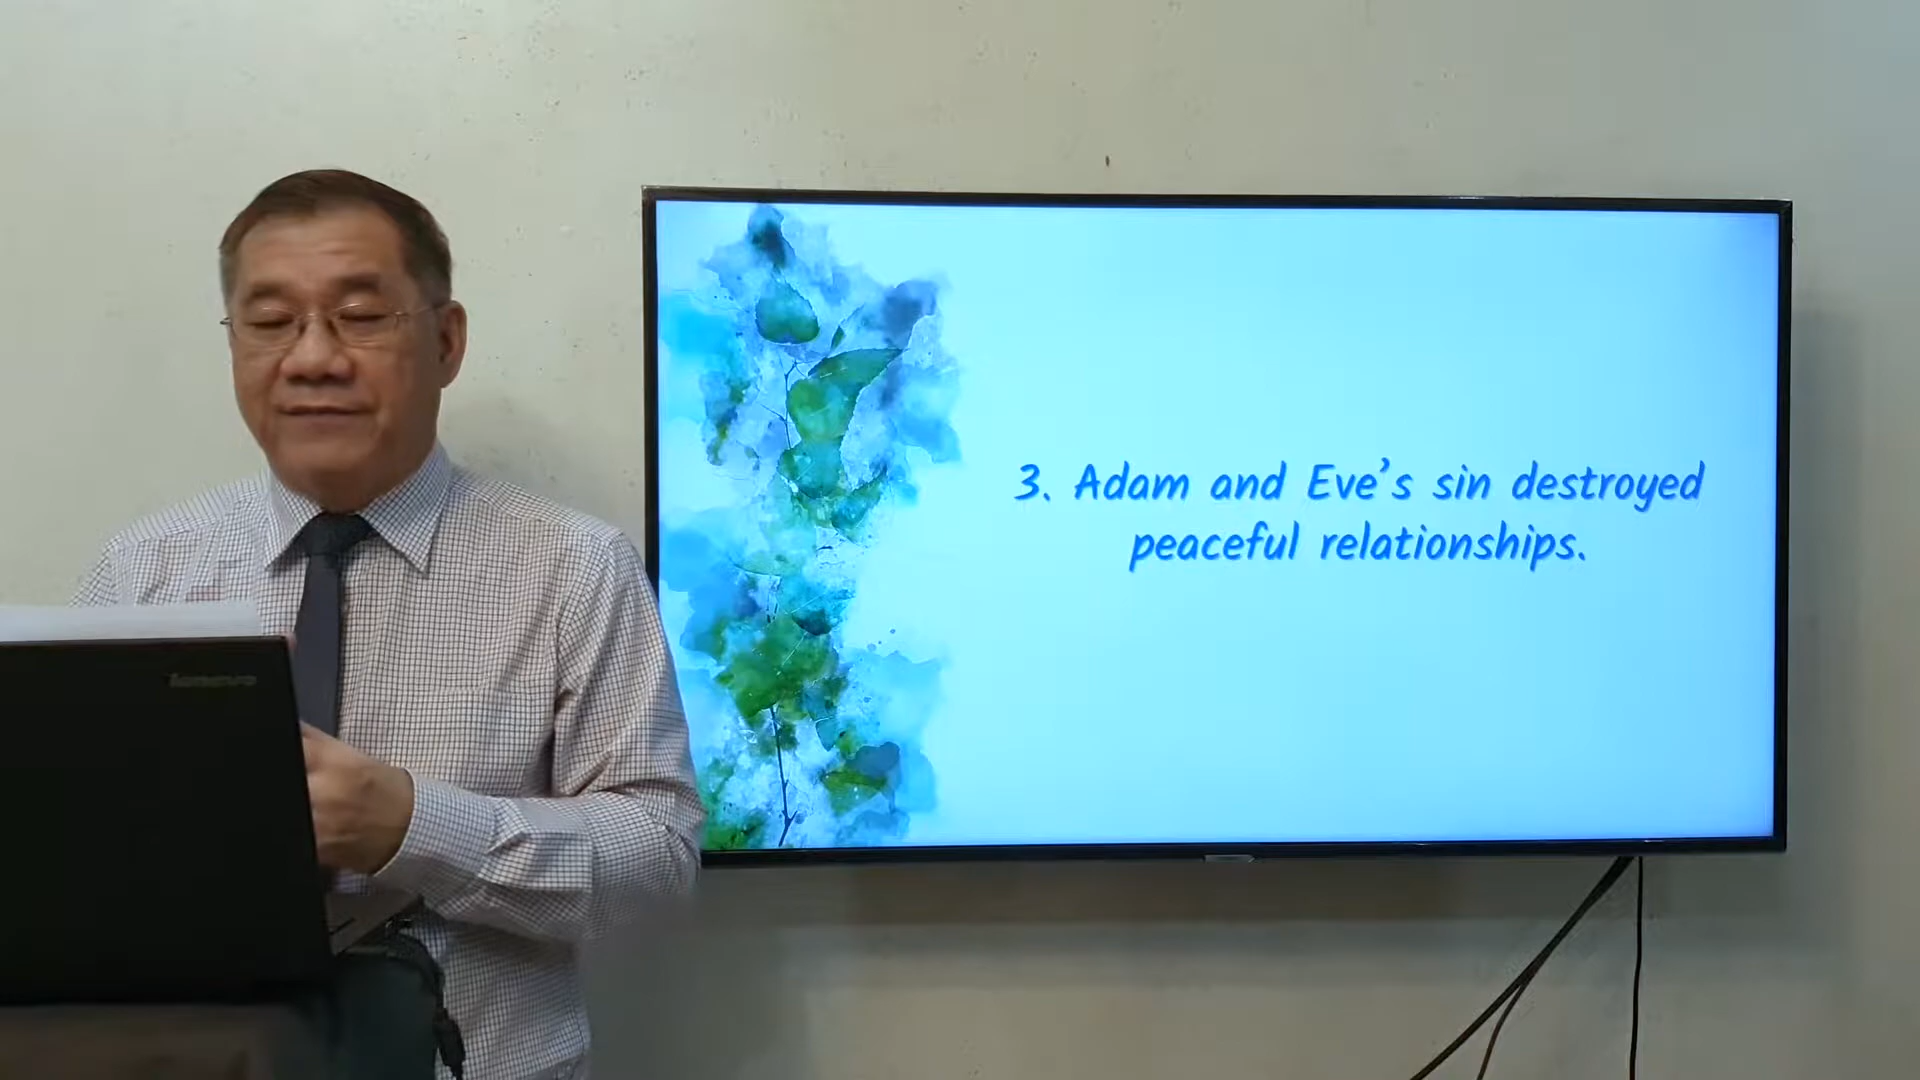 lenovo
3. Adam and Eve's sin destroyed
peaceful relationships.